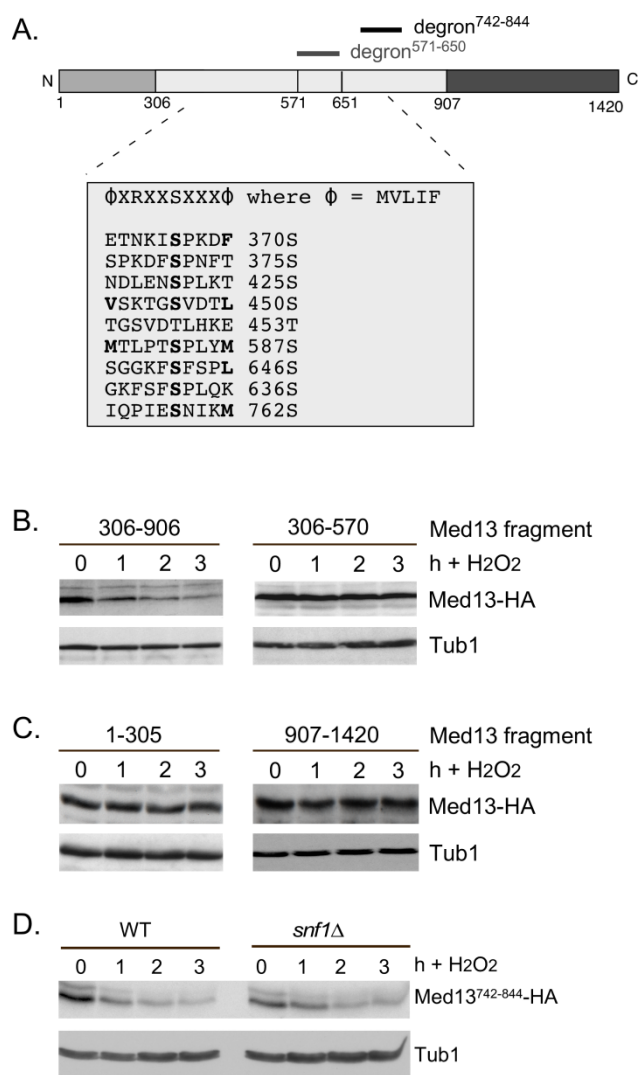 A.
degron742-844
degron571-650
N C
1 306 571 651 907 1420
ΦXRXXSXXXΦ where Φ = MVLIF
ETNKISPKDF 370S
SPKDFSPNFT 375S
NDLENSPLKT 425S
VSKTGSVDTL 450S
TGSVDTLHKE 453T
MTLPTSPLYM 587S
SGGKFSFSPL 646S
GKFSFSPLQK 636S
IQPIESNIKM 762S
B.
306-906 306-570 Med13 fragment
0 1 2 3 0 1 2 3 h + H2O2
Med13-HA
Tub1
C.
1-305 907-1420 Med13 fragment
0 1 2 3 0 1 2 3 h + H2O2
Med13-HA
Tub1
D.
WT snf1Δ
0 1 2 3 0 1 2 3 h + H2O2
Med13742-844-HA
Tub1